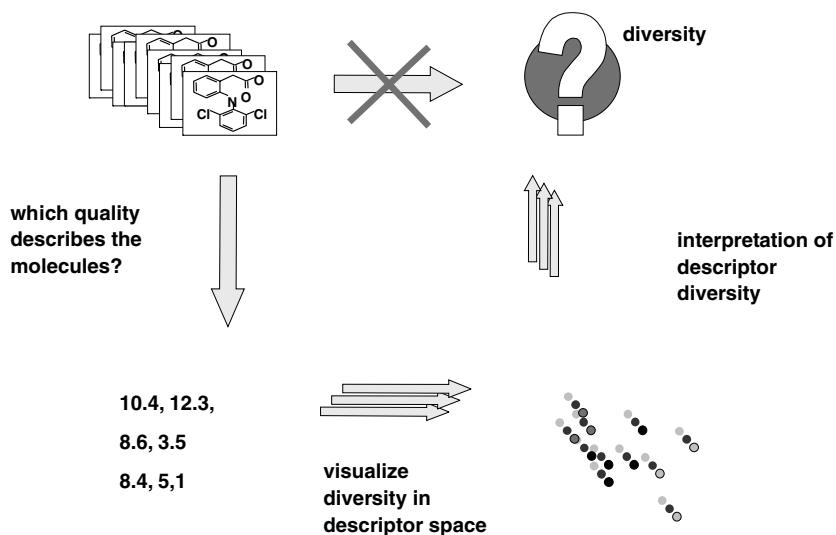 O
O
N
Cl
Cl
diversity
which quality
describes the
molecules?
interpretation of
descriptor
diversity
10.4, 12.3,
8.6, 3.5
8.4, 5,1
visualize
diversity in
descriptor space